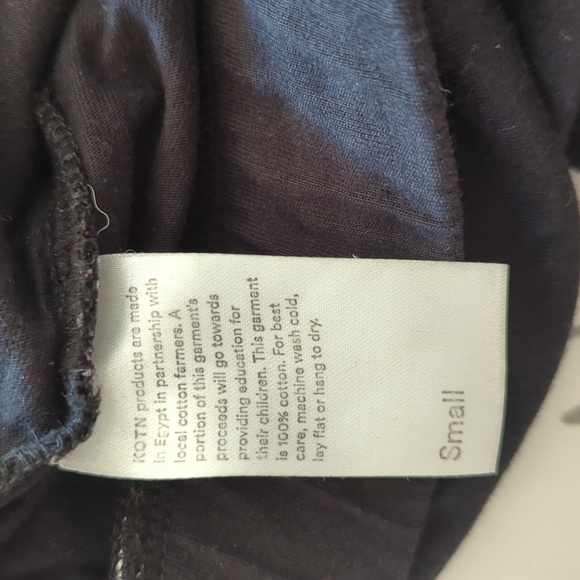 KOTN products are made
in Egypt in partnership with
local cotton farmers. A
portion of this garment's
proceeds will go towards
providing education for
their children. This garment
is 100% cotton. For best
care, machine wash cold,
lay flat or hang to dry.
Small